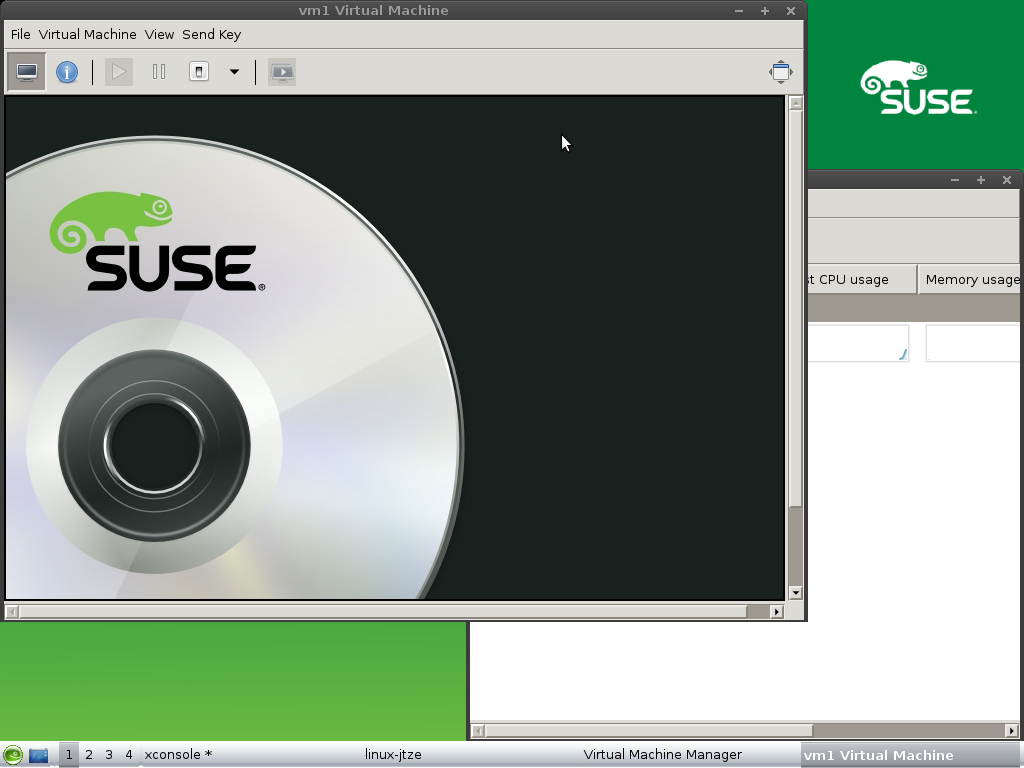 vm1 Virtual Machine
File Virtual Machine View Send Key
SUSE
SUSE®
st CPU usage
Memory usage
1 2 3 4 xconsole * linux-jtze Virtual Machine Manager vm1 Virtual Machine